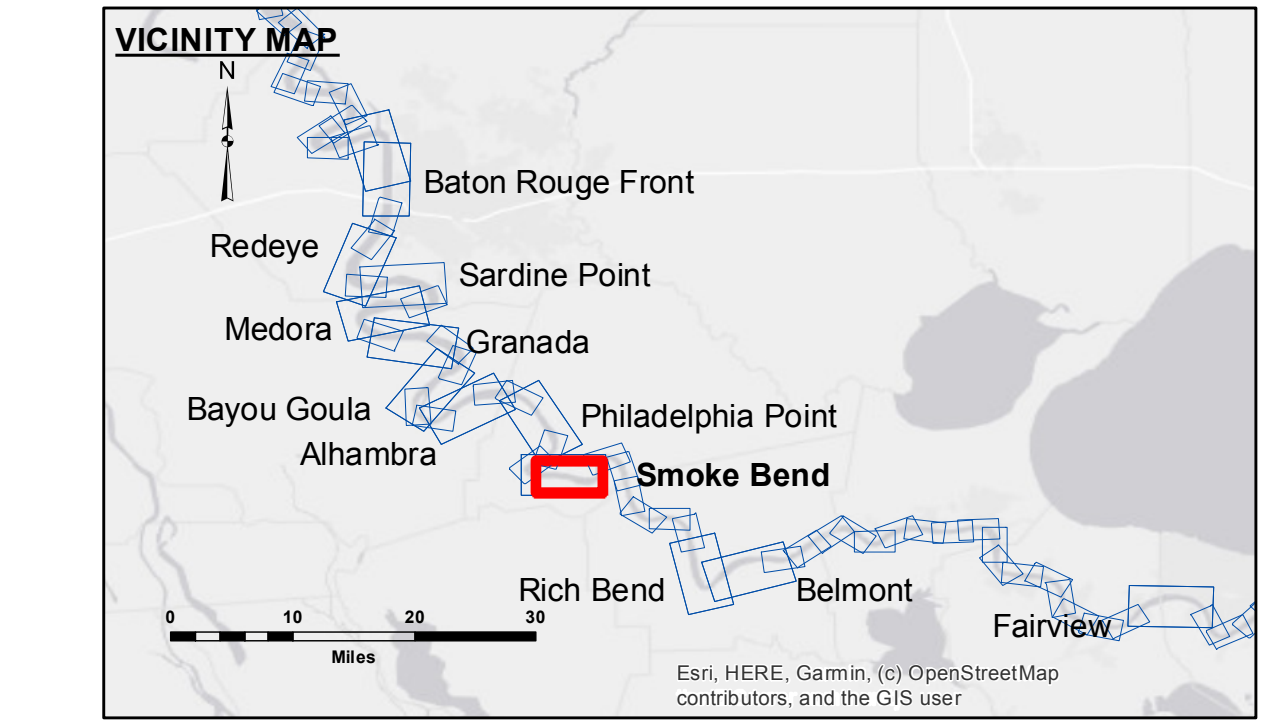 VICINITY MAP
N
Baton Rouge Front
Redeye
Sardine Point
Medora
Granada
Bayou Goula
Philadelphia Point
Alhambra
Smoke Bend
Rich Bend
Belmont
Fairview
0 10 20 30
Miles
Esri, HERE, Garmin, (c) OpenStreetMap
contributors, and the GIS user